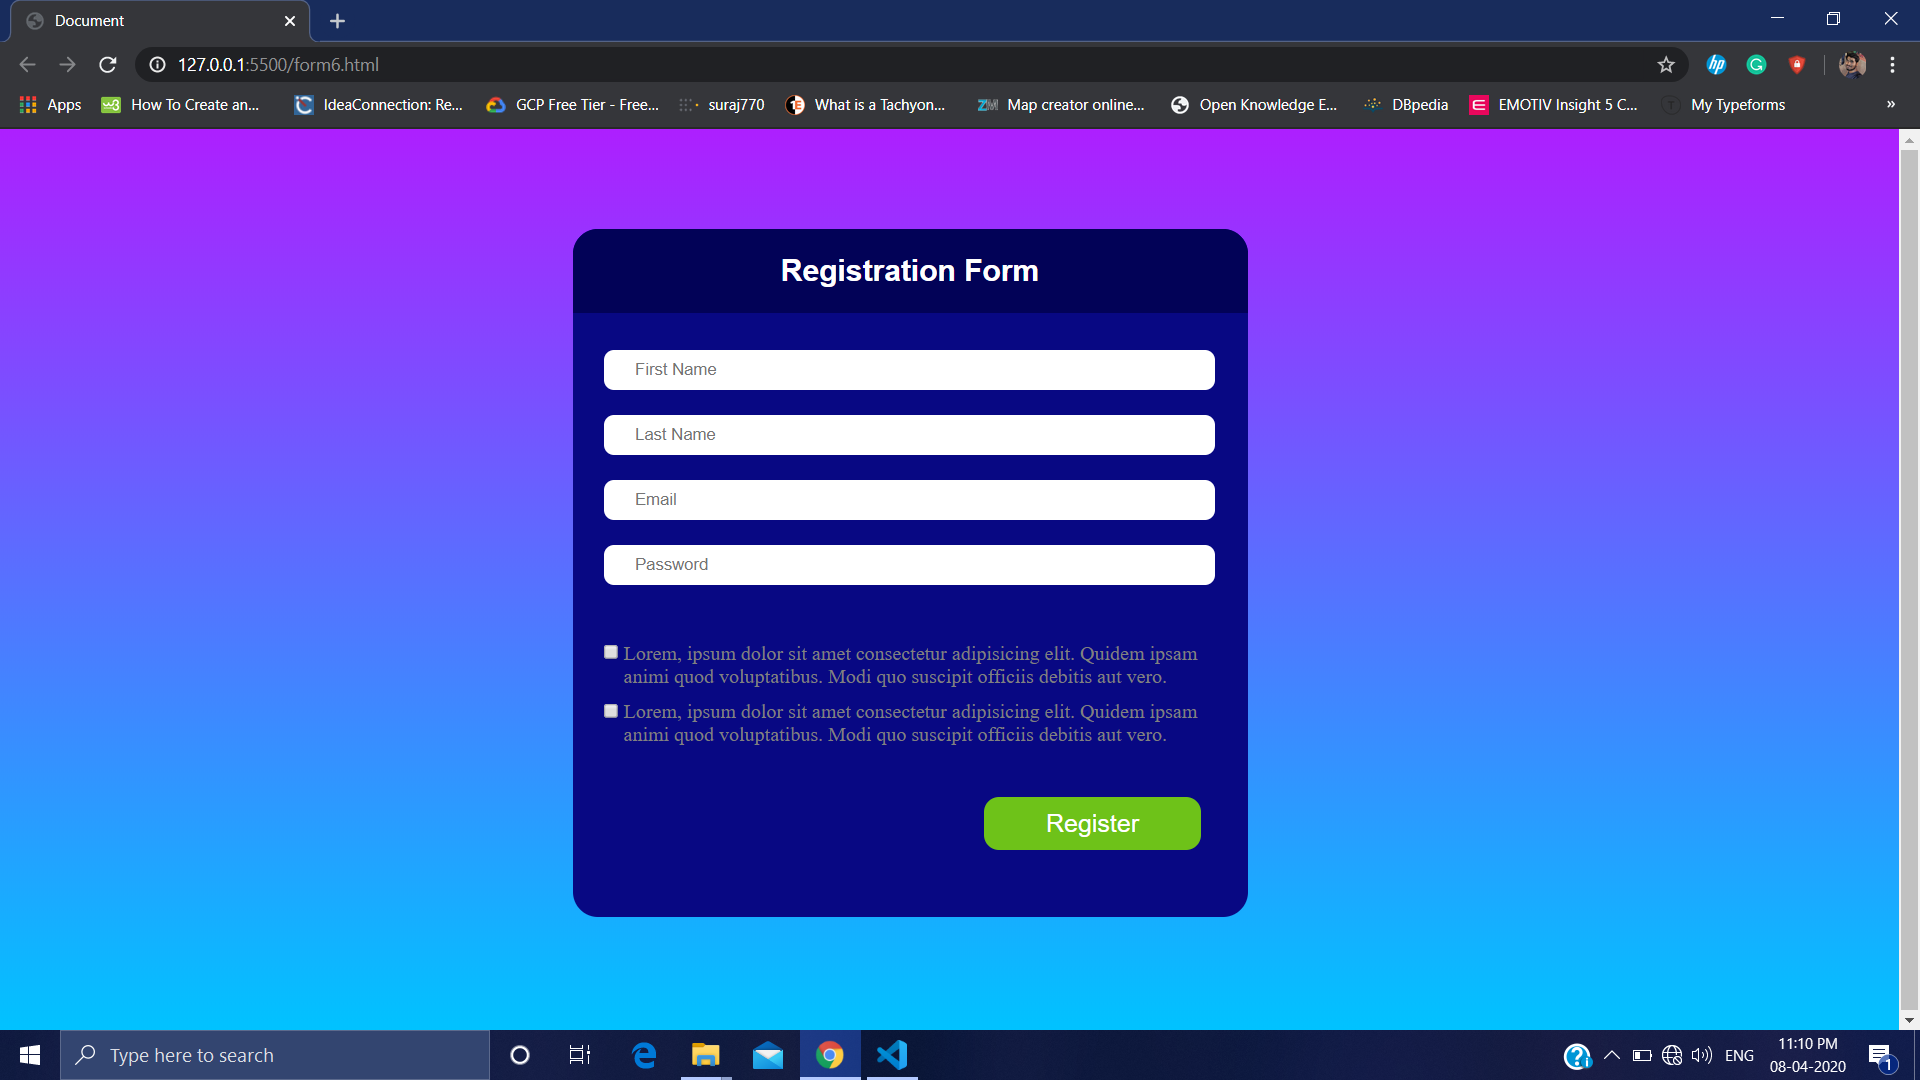 Document
127.0.0.1:5500/form6.html
Apps How To Create an... IdeaConnection: Re... GCP Free Tier - Free... suraj770 What is a Tachyon... Map creator online... Open Knowledge E... DBpedia EMOTIV Insight 5 C... My Typeforms »
Registration Form
First Name
Last Name
Email
Password
Lorem, ipsum dolor sit amet consectetur adipisicing elit. Quidem ipsam
animi quod voluptatibus. Modi quo suscipit officiis debitis aut vero.
Lorem, ipsum dolor sit amet consectetur adipisicing elit. Quidem ipsam
animi quod voluptatibus. Modi quo suscipit officiis debitis aut vero.
Register
Type here to search
ENG
11:10 PM
08-04-2020
1